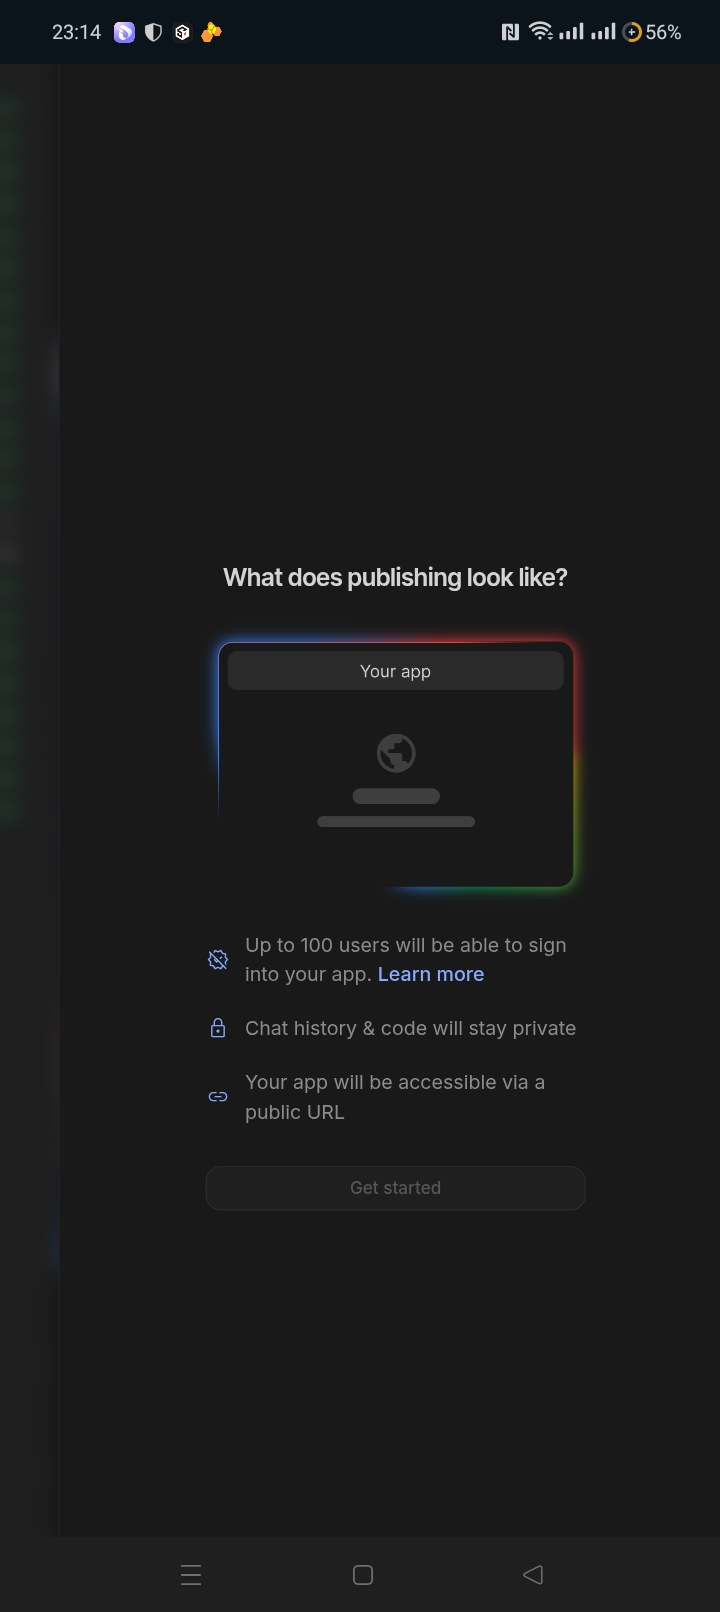 23:14
56%
What does publishing look like?
Your app
Up to 100 users will be able to sign
into your app. Learn more
Chat history & code will stay private
Your app will be accessible via a
public URL
Get started